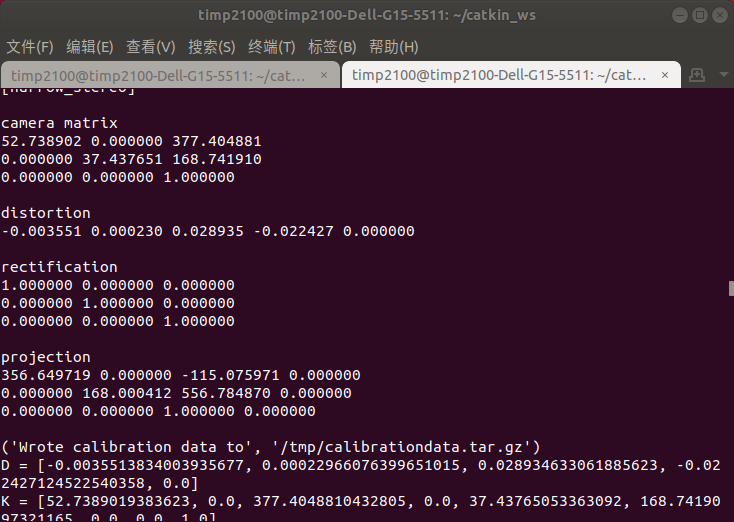 timp2100@timp2100-Dell-G15-5511: ~/catkin_ws
文件(F) 编辑(E) 查看(V) 搜索(S) 终端(T) 标签(B) 帮助(H)
timp2100@timp2100-Dell-G15-5511: ~/cat... × timp2100@timp2100-Dell-G15-5511: ~/cat... ×
[narrow_stereo]
camera matrix
52.738902 0.000000 377.404881
0.000000 37.437651 168.741910
0.000000 0.000000 1.000000
distortion
-0.003551 0.000230 0.028935 -0.022427 0.000000
rectification
1.000000 0.000000 0.000000
0.000000 1.000000 0.000000
0.000000 0.000000 1.000000
projection
356.649719 0.000000 -115.075971 0.000000
0.000000 168.000412 556.784870 0.000000
0.000000 0.000000 1.000000 0.000000
('Wrote calibration data to', '/tmp/calibrationdata.tar.gz')
D = [-0.0035513834003935677, 0.00022966076399651015, 0.028934633061885623, -0.02
2427124522540358, 0.0]
K = [52.7389019383623, 0.0, 377.4048810432805, 0.0, 37.43765053363092, 168.74190
97321165, 0.0, 0.0, 1.0]